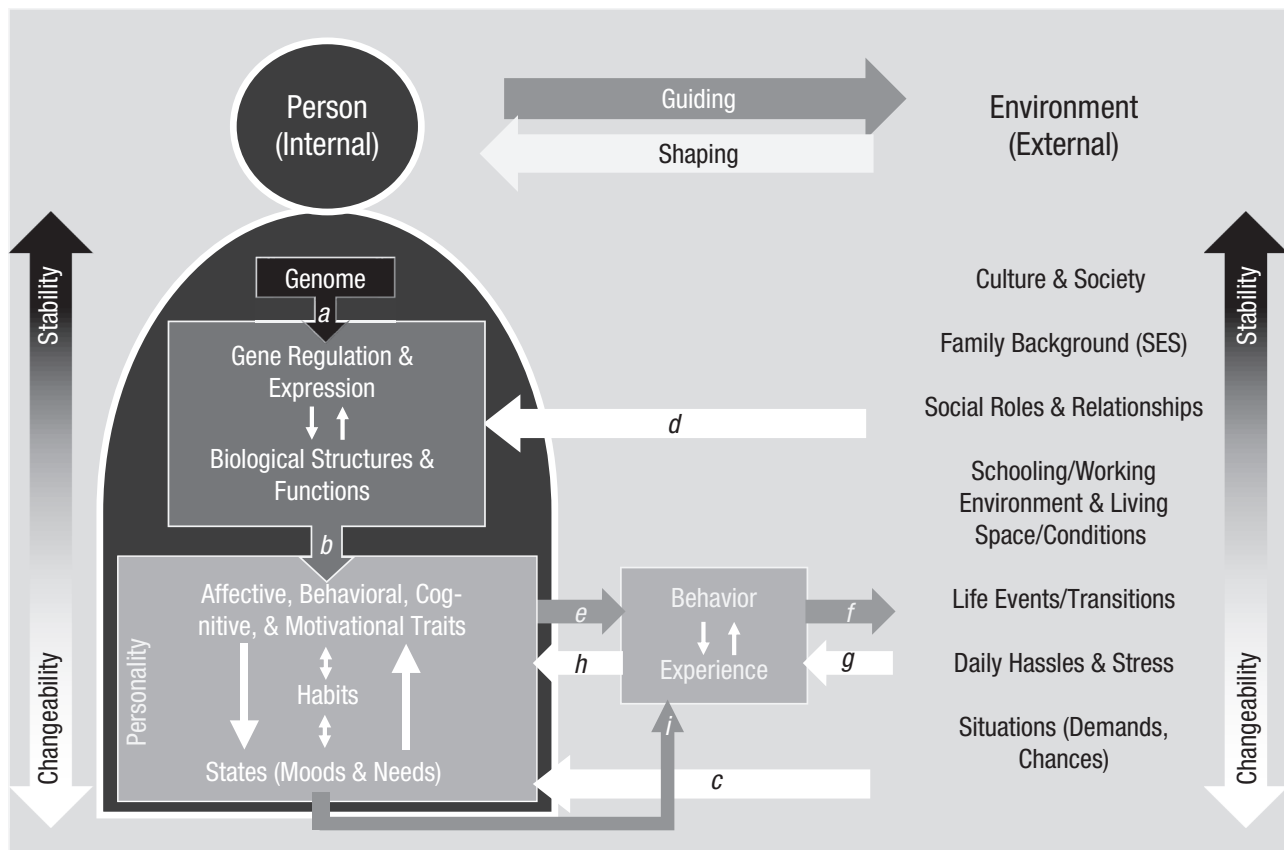 Person
(Internal)
Guiding
Shaping
Environment
(External)
Stability
Changeability
Genome
a
Gene Regulation &
Expression
Biological Structures &
Functions
b
Personality
Affective, Behavioral, Cog-
nitive, & Motivational Traits
Habits
States (Moods & Needs)
d
e
h
Behavior
Experience
f
g
i
c
Culture & Society
Family Background (SES)
Social Roles & Relationships
Schooling/Working
Environment & Living
Space/Conditions
Life Events/Transitions
Daily Hassles & Stress
Situations (Demands,
Chances)
Stability
Changeability